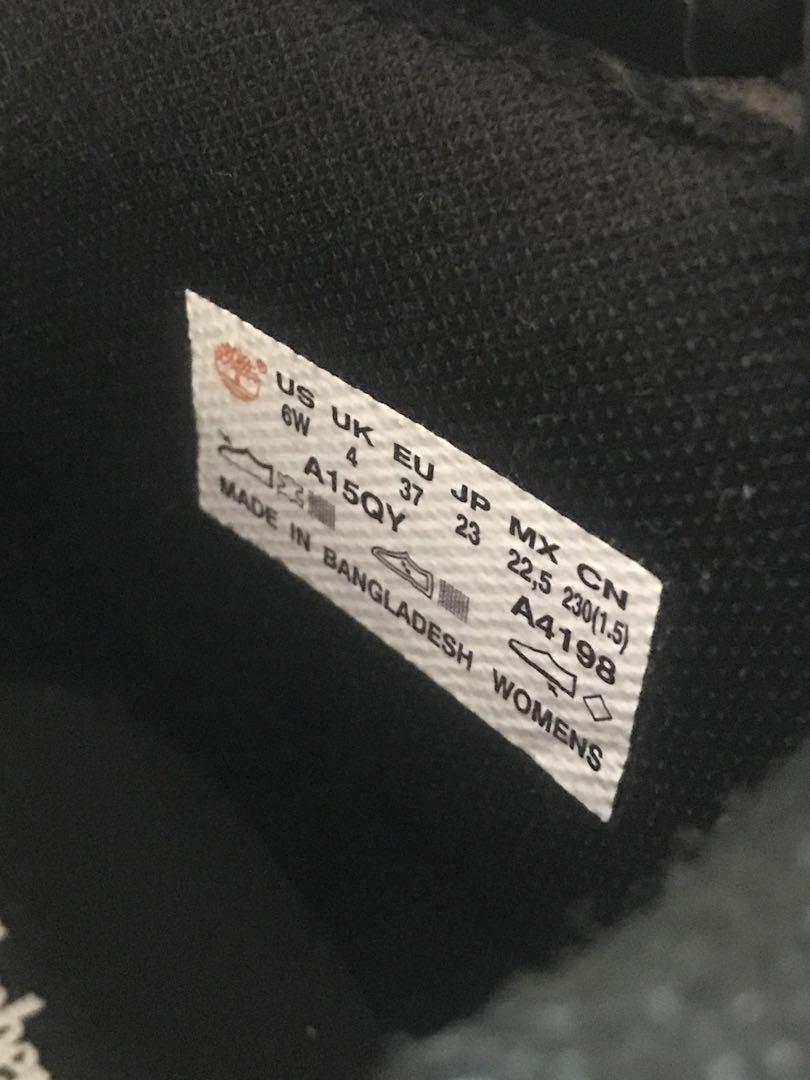 US UK EU JP MX CN
6W 4 37 23 22,5 230(1.5)
A15QY A4198
MADE IN BANGLADESH WOMENS